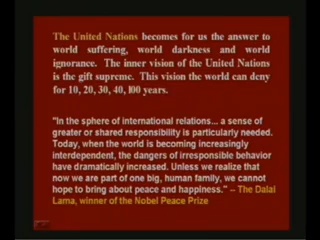 The United Nations becomes for us the answer to
world suffering, world darkness and world
ignorance. The inner vision of the United Nations
is the gift supreme. This vision the world can deny
for 10, 20, 30, 40, 100 years.
"In the sphere of international relations... a sense of
greater or shared responsibility is particularly needed.
Today, when the world is becoming increasingly
interdependent, the dangers of irresponsible behavior
have dramatically increased. Unless we realize that
now we are part of one big, human family, we cannot
hope to bring about peace and happiness." -- The Dalai
Lama, winner of the Nobel Peace Prize